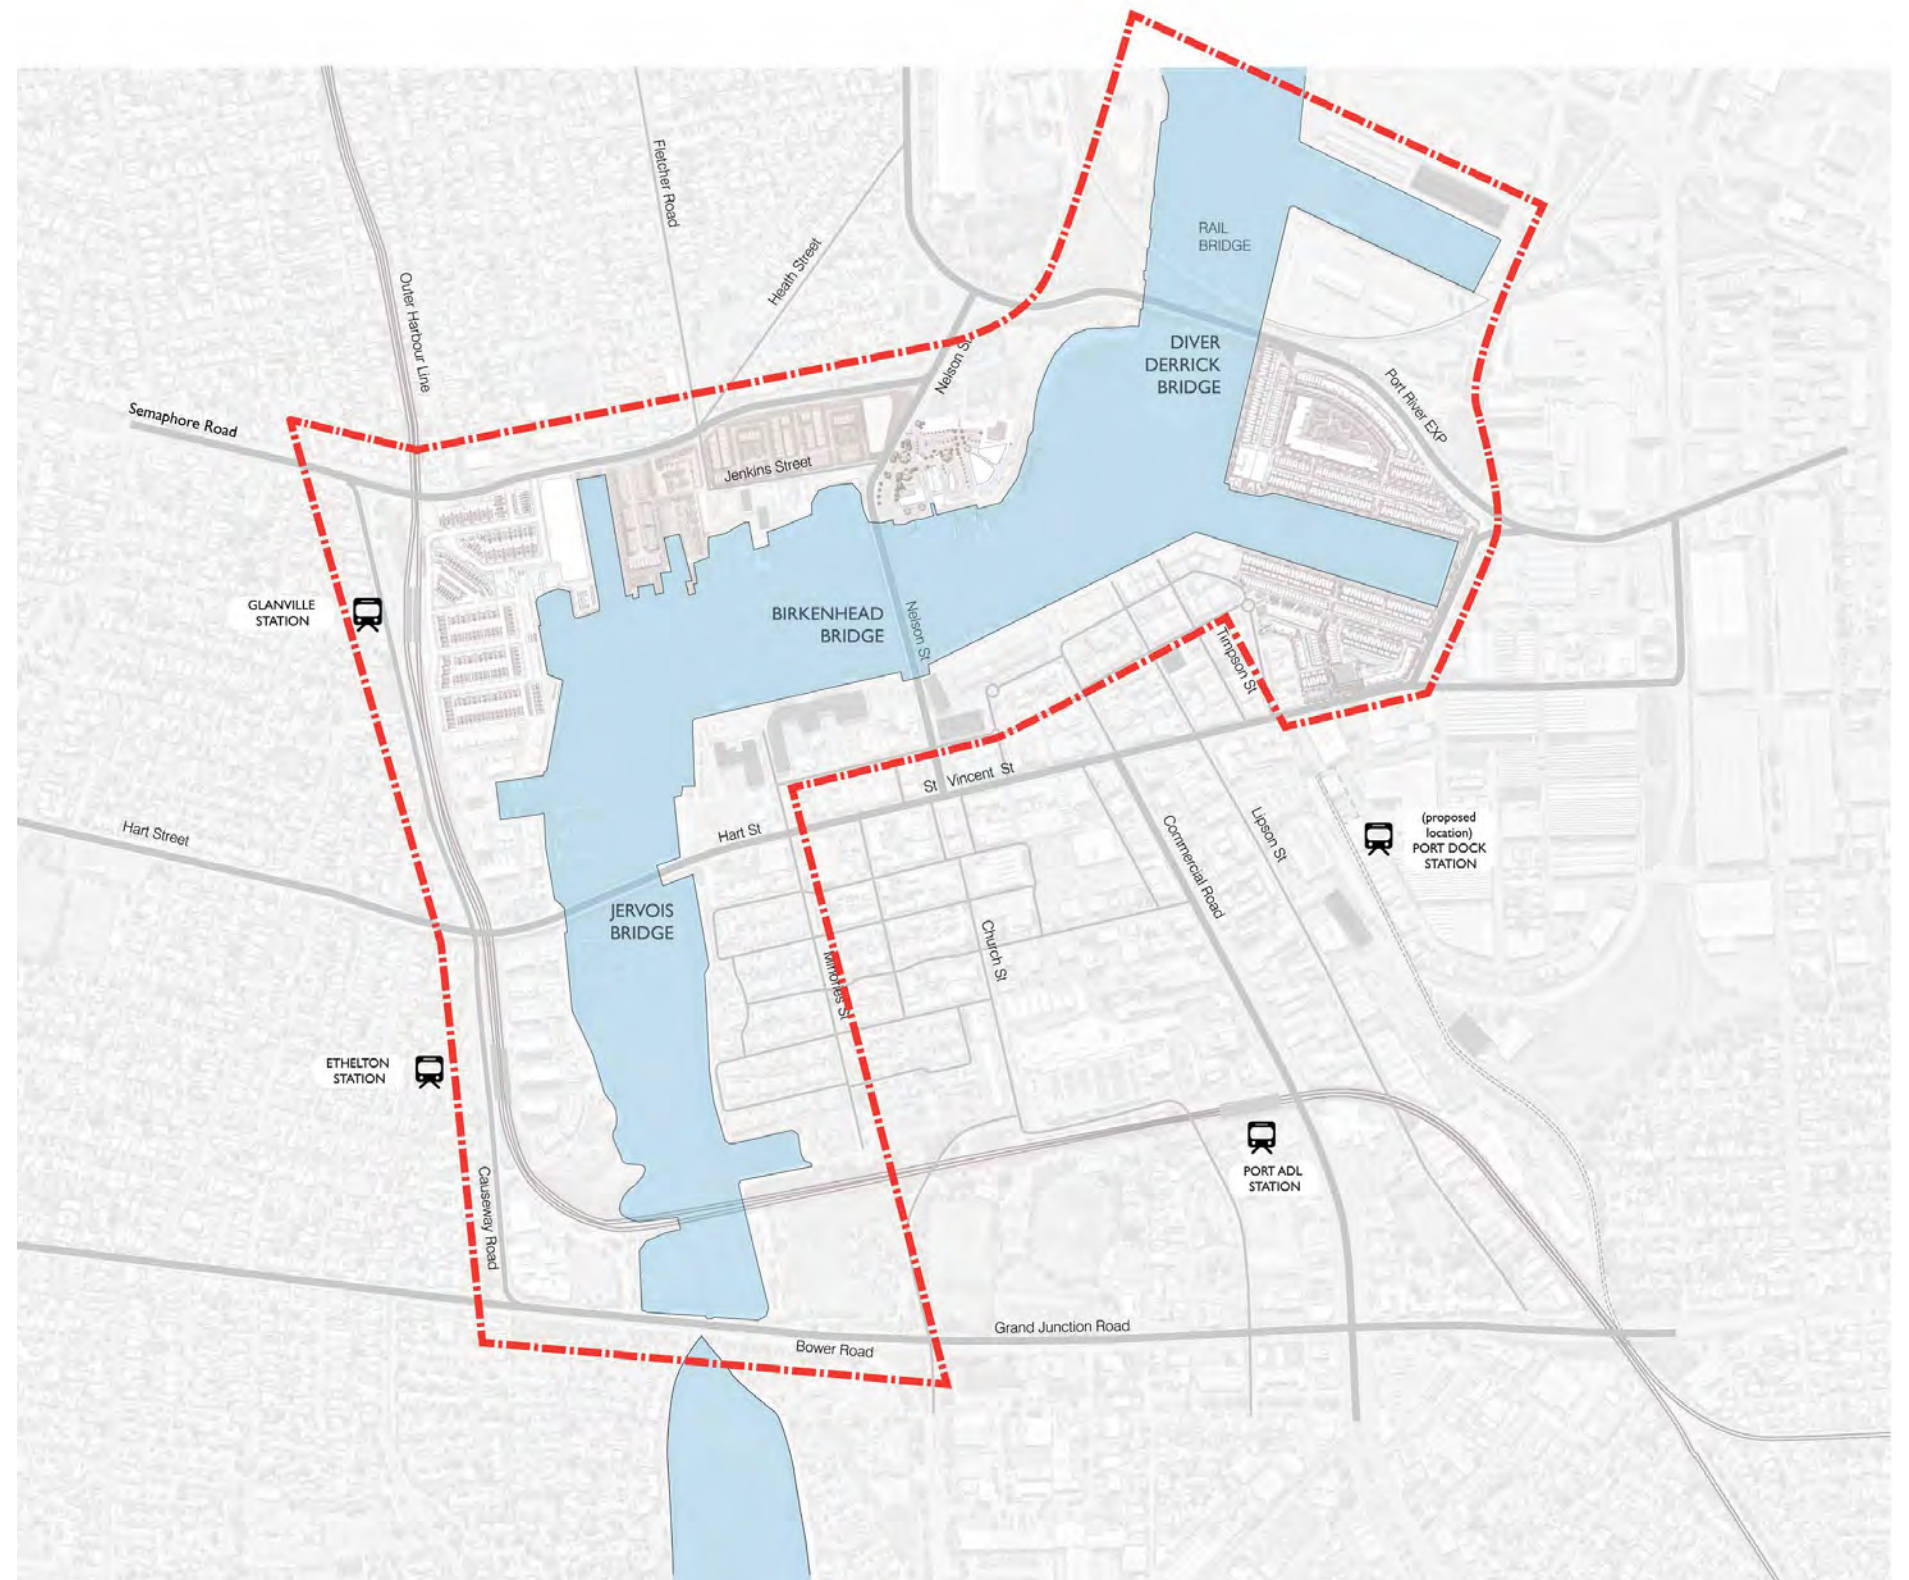 Fletcher Road
RAIL
BRIDGE
Heath Street
Outer Harbour Line
DIVER
DERRICK
BRIDGE
Nelson St
Port River EXP
Semaphore Road
Jenkins Street
GLANVILLE
STATION
BIRKENHEAD
BRIDGE
Nelson St
Timpson St
St Vincent St
Hart St
Hart Street
Commercial Road
Lipson St
(proposed
location)
PORT DOCK
STATION
JERVOIS
BRIDGE
Church St
Minories St
ETHELTON
STATION
PORT ADL
STATION
Causeway Road
Grand Junction Road
Bower Road